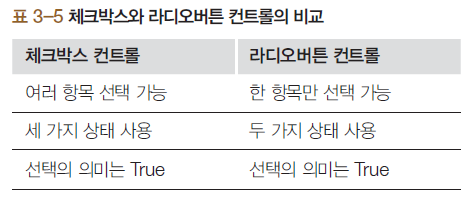 표 3-5 체크박스와 라디오버튼 컨트롤의 비교
체크박스 컨트롤 라디오버튼 컨트롤
여러 항목 선택 가능 한 항목만 선택 가능
세 가지 상태 사용 두 가지 상태 사용
선택의 의미는 True 선택의 의미는 True